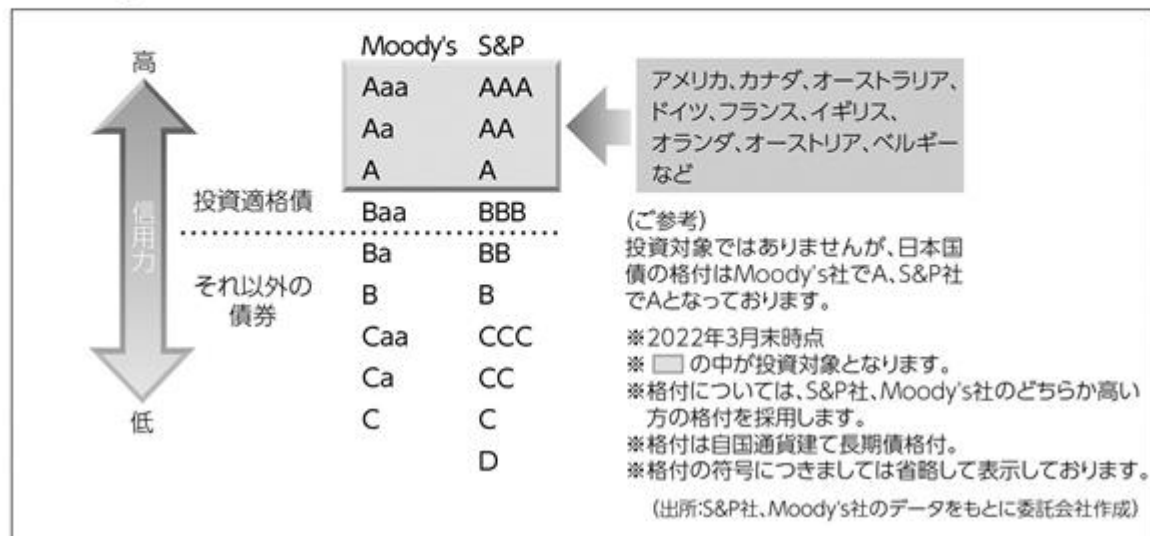 Moody's S&P
高
Aaa AAA
Aa AA
A A
投資適格債
Baa BBB
Ba BB
それ以外の
債券
B B
Caa CCC
Ca CC
C C
D
信用力
低
アメリカ、カナダ、オーストラリア、
ドイツ、フランス、イギリス、
オランダ、オーストリア、ベルギー
など
(ご参考)
投資対象ではありませんが、日本国
債の格付はMoody's社でA、S&P社
でAとなっております。
※2022年3月末時点
※ の中が投資対象となります。
※格付については、S&P社、Moody's社のどちらか高い
方の格付を採用します。
※格付は自国通貨建て長期債格付。
※格付の符号につきましては省略して表示しております。
(出所:S&P社、Moody's社のデータをもとに委託会社作成)